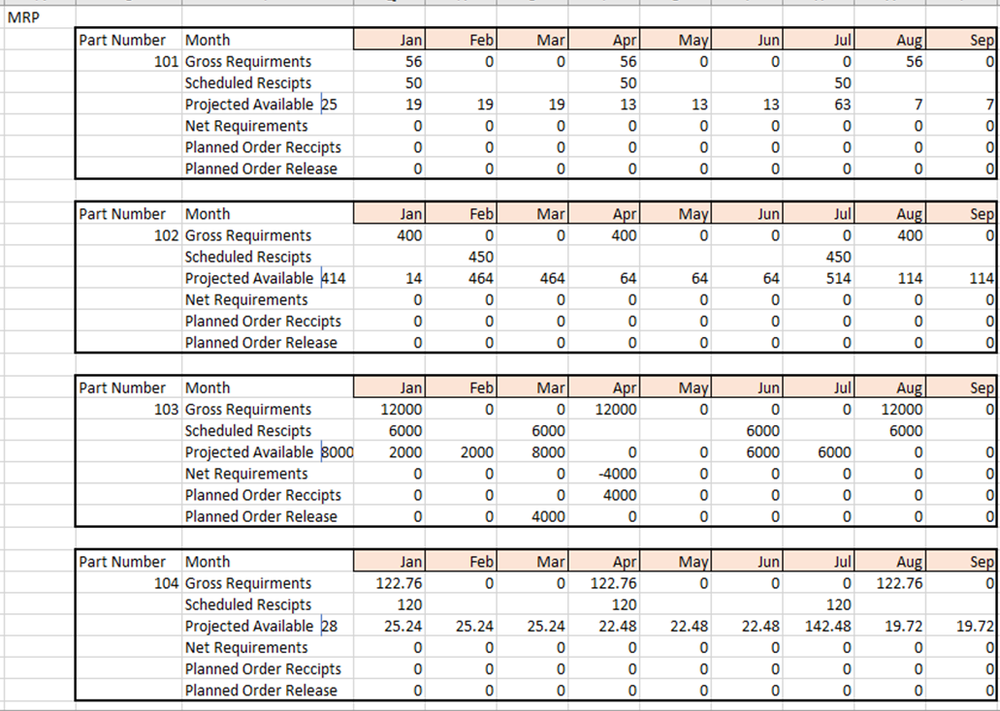 MRP
Part Number Month Jan Feb Mar Apr May Jun Jul Aug Sep
101 Gross Requirments 56 0 0 56 0 0 0 56 0
Scheduled Rescipts 50 50 50
Projected Available 25 19 19 19 13 13 13 63 7 7
Net Requirements 0 0 0 0 0 0 0 0 0
Planned Order Reccipts 0 0 0 0 0 0 0 0 0
Planned Order Release 0 0 0 0 0 0 0 0 0
Part Number Month Jan Feb Mar Apr May Jun Jul Aug Sep
102 Gross Requirments 400 0 0 400 0 0 0 400 0
Scheduled Rescipts 450 450
Projected Available 414 14 464 464 64 64 64 514 114 114
Net Requirements 0 0 0 0 0 0 0 0 0
Planned Order Reccipts 0 0 0 0 0 0 0 0 0
Planned Order Release 0 0 0 0 0 0 0 0 0
Part Number Month Jan Feb Mar Apr May Jun Jul Aug Sep
103 Gross Requirments 12000 0 0 12000 0 0 0 12000 0
Scheduled Rescipts 6000 6000 6000 6000
Projected Available 8000 2000 2000 8000 0 0 6000 6000 0 0
Net Requirements 0 0 0 -4000 0 0 0 0 0
Planned Order Reccipts 0 0 0 4000 0 0 0 0 0
Planned Order Release 0 0 4000 0 0 0 0 0 0
Part Number Month Jan Feb Mar Apr May Jun Jul Aug Sep
104 Gross Requirments 122.76 0 0 122.76 0 0 0 122.76 0
Scheduled Rescipts 120 120 120
Projected Available 28 25.24 25.24 25.24 22.48 22.48 22.48 142.48 19.72 19.72
Net Requirements 0 0 0 0 0 0 0 0 0
Planned Order Reccipts 0 0 0 0 0 0 0 0 0
Planned Order Release 0 0 0 0 0 0 0 0 0